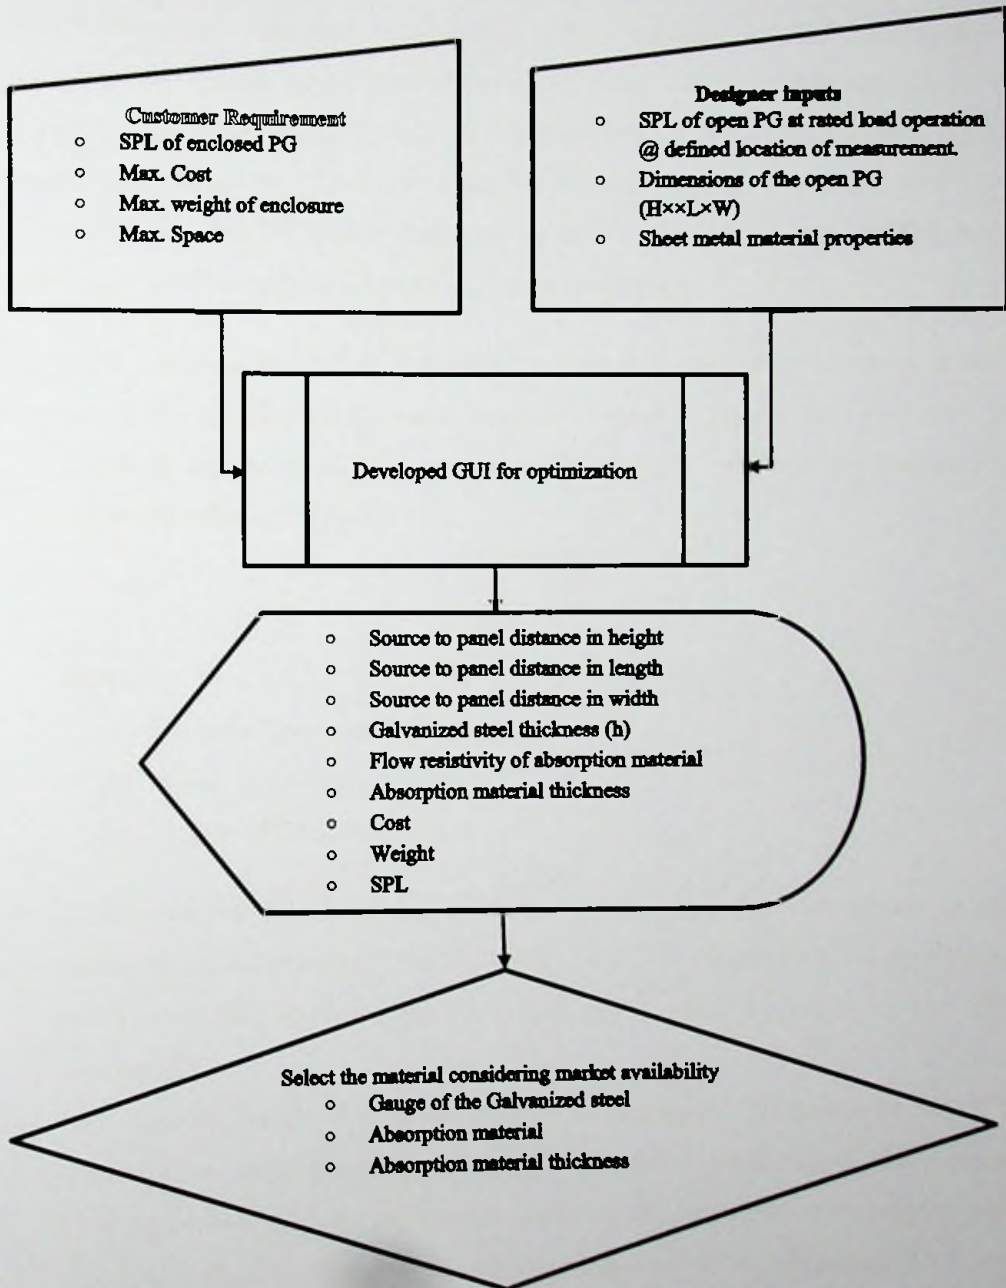 Customer Requirement
○ SPL of enclosed PG
○ Max. Cost
○ Max. weight of enclosure
○ Max. Space
Designer inputs
○ SPL of open PG at rated load operation
@ defined location of measurement.
○ Dimensions of the open PG
(H××L×W)
○ Sheet metal material properties
Developed GUI for optimization
○ Source to panel distance in height
○ Source to panel distance in length
○ Source to panel distance in width
○ Galvanized steel thickness (h)
○ Flow resistivity of absorption material
○ Absorption material thickness
○ Cost
○ Weight
○ SPL
Select the material considering market availability
○ Gauge of the Galvanized steel
○ Absorption material
○ Absorption material thickness